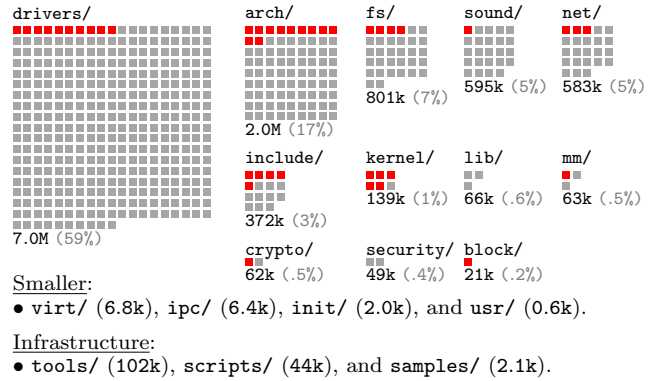 drivers/ arch/ fs/ sound/ net/
801k (7%) 595k (5%) 583k (5%)
2.0M (17%)
include/ kernel/ lib/ mm/
139k (1%) 66k (.6%) 63k (.5%)
372k (3%)
7.0M (59%)
crypto/ security/ block/
62k (.5%) 49k (.4%) 21k (.2%)
Smaller:
• virt/ (6.8k), ipc/ (6.4k), init/ (2.0k), and usr/ (0.6k).
Infrastructure:
• tools/ (102k), scripts/ (44k), and samples/ (2.1k).